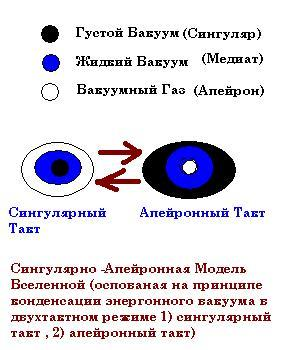 Густой Вакуум (Сингуляр)
Жидкий Вакуум (Медиат)
Вакуумный Газ (Апейрон)
Сингулярный Апейронный Такт
Такт
Сингулярно -Апейронная Модель
Вселенной (оспованая на принципе
конденсации энергонного вакуума в
двухтактном режиме 1) сингулярный
такт , 2) апейронный такт)